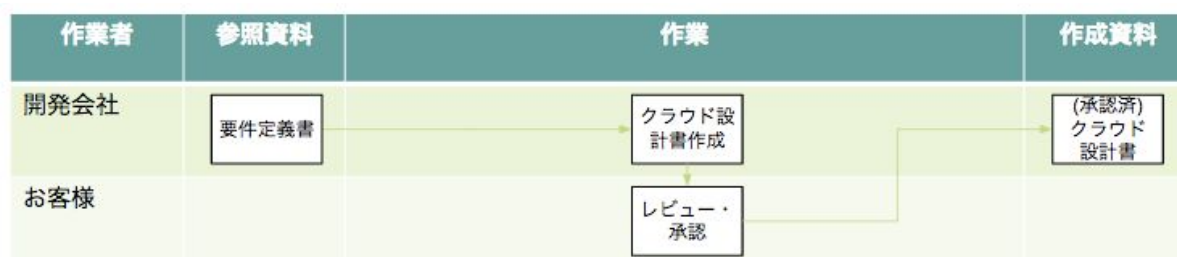 作業者
参照資料
作業
作成資料
開発会社
要件定義書
クラウド設
計書作成
(承認済)
クラウド
設計書
お客様
レビュー・
承認